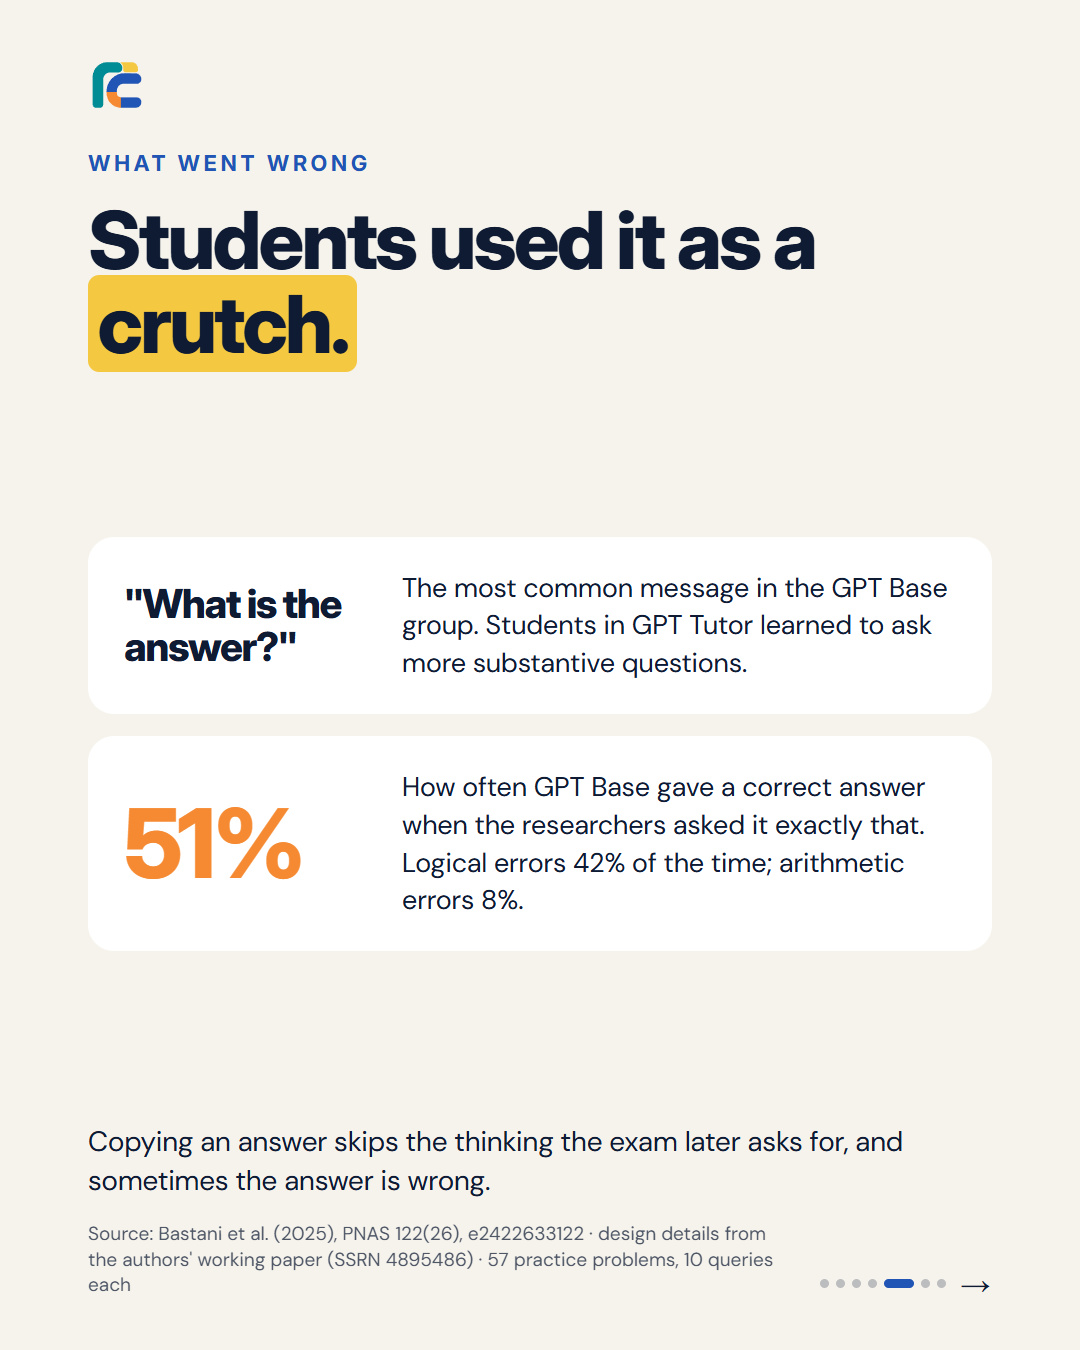 WHAT WENT WRONG
Students used it as a
crutch.
"What is the
answer?"
The most common message in the GPT Base
group. Students in GPT Tutor learned to ask
more substantive questions.
51%
How often GPT Base gave a correct answer
when the researchers asked it exactly that.
Logical errors 42% of the time; arithmetic
errors 8%.
Copying an answer skips the thinking the exam later asks for, and
sometimes the answer is wrong.
Source: Bastani et al. (2025), PNAS 122(26), e2422633122 · design details from
the authors' working paper (SSRN 4895486) · 57 practice problems, 10 queries
each
→